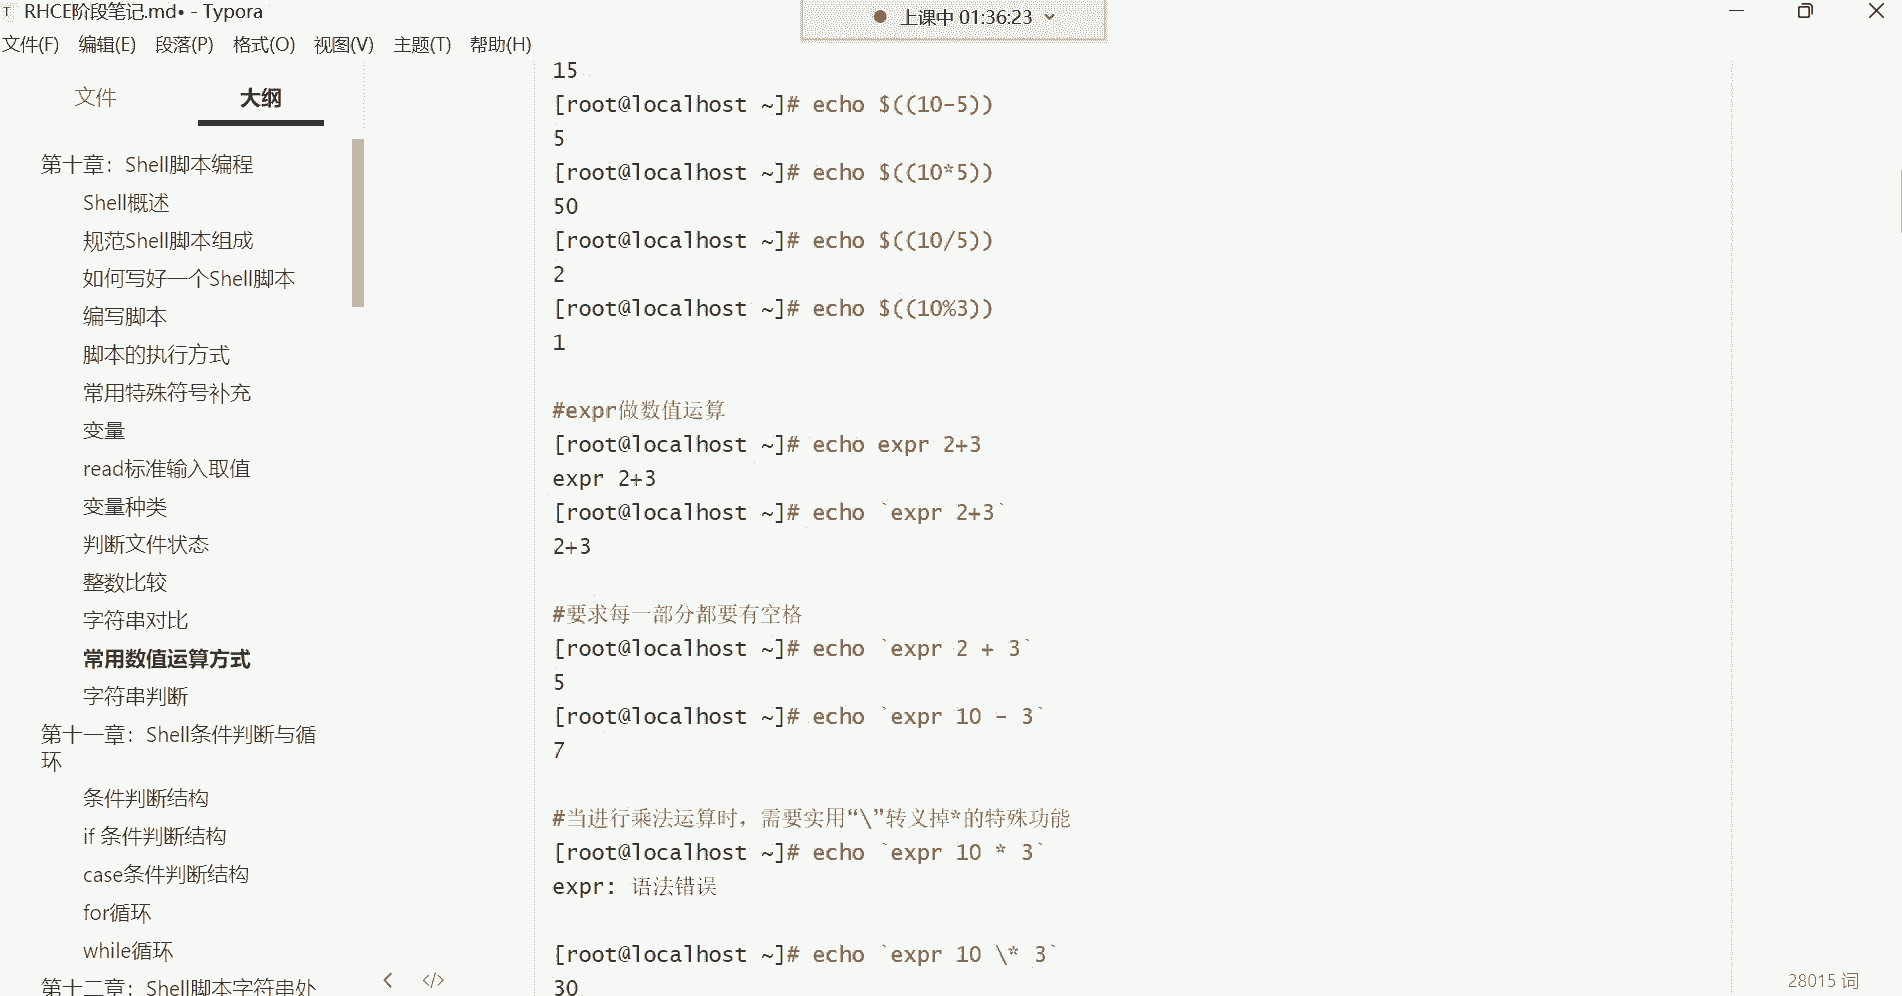 RHCE阶段笔记.md• - Typora
上课中 01:36:23
文件(F) 编辑(E) 段落(P) 格式(O) 视图(V) 主题(T) 帮助(H)
文件 大纲
第十章：Shell脚本编程
Shell概述
规范Shell脚本组成
如何写好一个Shell脚本
编写脚本
脚本的执行方式
常用特殊符号补充
变量
read标准输入取值
变量种类
判断文件状态
整数比较
字符串对比
常用数值运算方式
字符串判断
第十一章：Shell条件判断与循
环
条件判断结构
if 条件判断结构
case条件判断结构
for循环
while循环
第十二章：Shell脚本字符串处
15
[root@localhost ~]# echo $((10-5))
5
[root@localhost ~]# echo $((10*5))
50
[root@localhost ~]# echo $((10/5))
2
[root@localhost ~]# echo $((10%3))
1
#expr做数值运算
[root@localhost ~]# echo expr 2+3
expr 2+3
[root@localhost ~]# echo `expr 2+3`
2+3
#要求每一部分都要有空格
[root@localhost ~]# echo `expr 2 + 3`
5
[root@localhost ~]# echo `expr 10 - 3`
7
#当进行乘法运算时，需要实用“\”转义掉*的特殊功能
[root@localhost ~]# echo `expr 10 * 3`
expr: 语法错误
[root@localhost ~]# echo `expr 10 \* 3`
30
28015 词